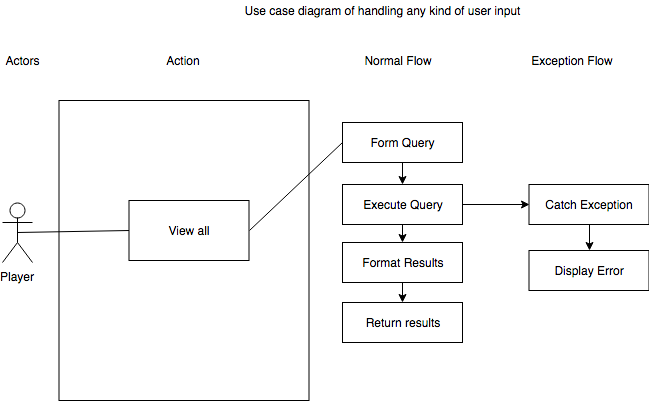 Use case diagram of handling any kind of user input
Actors
Action
Normal Flow
Exception Flow
Form Query
Execute Query
Catch Exception
View all
Format Results
Display Error
Player
Return results